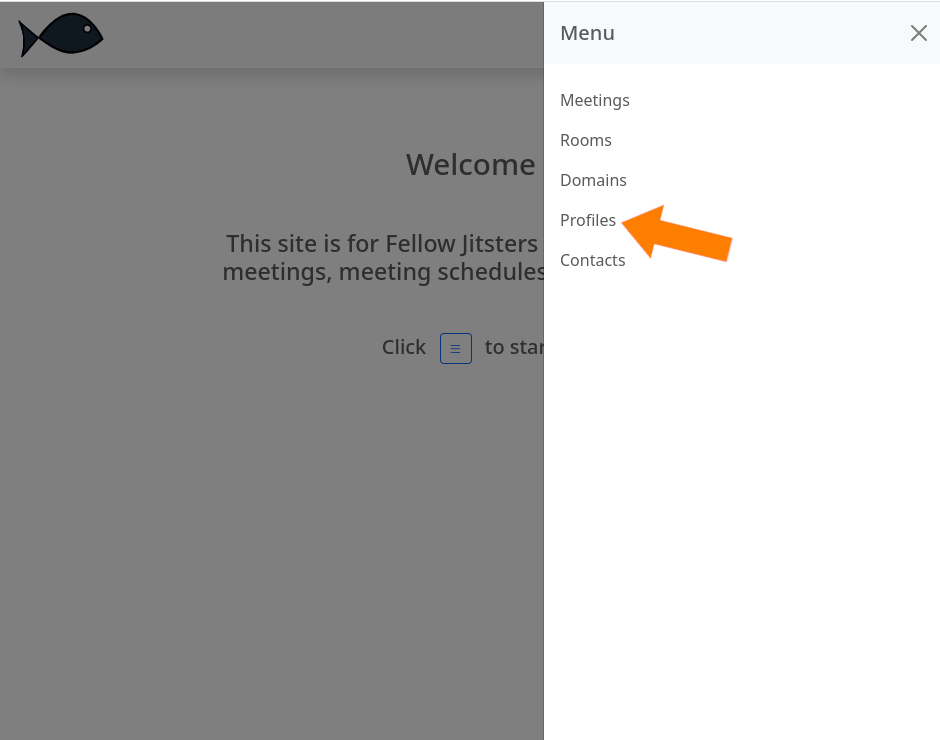 Menu
Meetings
Rooms
Domains
Profiles
Contacts
Welcome
This site is for Fellow Jitsters
meetings, meeting schedules
Click ☰ to star